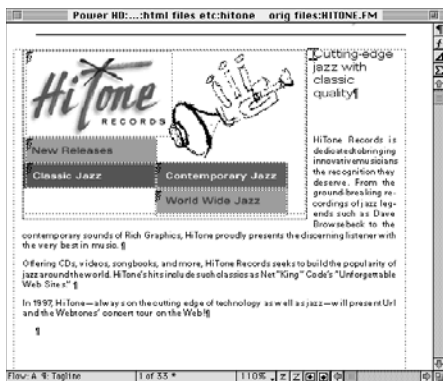 Power HD:...:html files etc:hitone orig files:HITONE.FM
HiTone
RECORDS
Cutting-edge
jazz with
classic
quality¶
New Releases
Classic Jazz
Contemporary Jazz
World Wide Jazz
HiTone Records is
dedicated to bringing
innovative musicians
the recognition they
deserve. From the
ground-breaking re-
cordings of jazz leg-
ends such as Dave
Browsebeck to the
contemporary sounds of Rich Graphics, HiTone proudly presents the discerning listener with
the very best in music. ¶
Offering CDs, videos, songbooks, and more, HiTone Records seeks to build the popularity of
jazz around the world. HiTone's hits include such classics as Net "King" Code's "Unforgettable
Web Sites." ¶
In 1997, HiTone—always on the cutting edge of technology as well as jazz—will present Url
and the Webtones' concert tour on the Web!¶
¶
Flow: A ¶: Tagline 1 of 33 * 110% Z Z